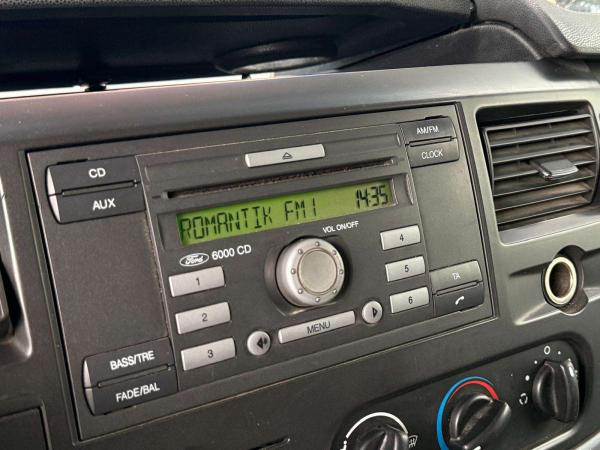 CD
AUX
AM/FM
CLOCK
ROMANTIK FM1 14:35
VOL ON/OFF
Ford 6000 CD
1
2
3
4
5
6
MENU
TA
BASS/TRE
FADE/BAL